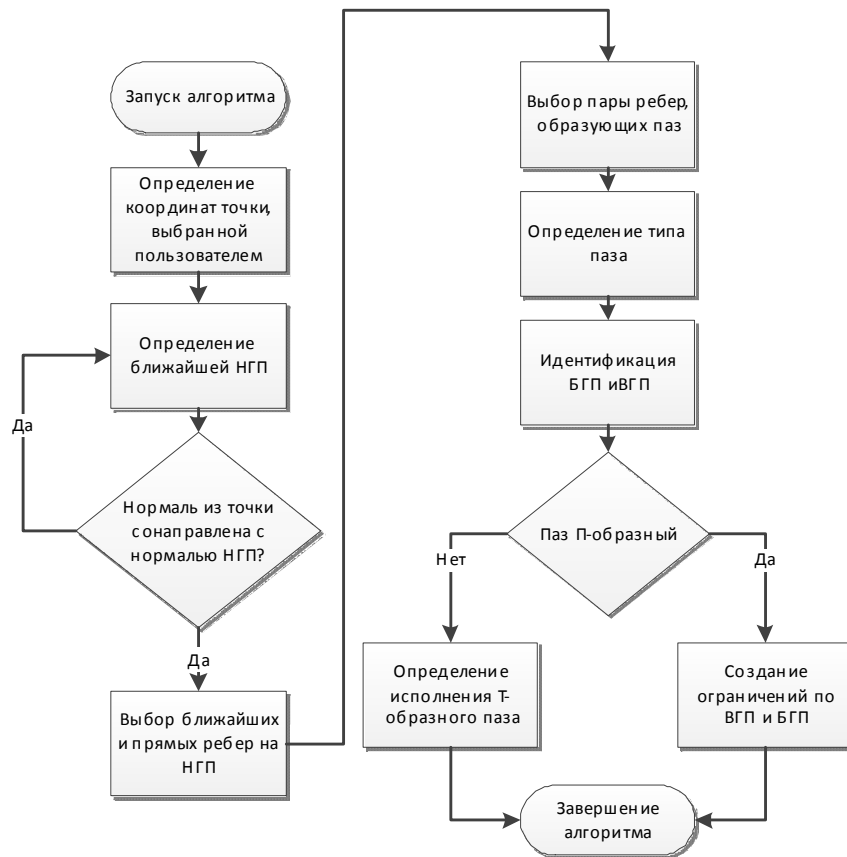 Запуск алгоритма
Определение
координат точки,
выбранной
пользователем
Определение
ближайшей НГП
Да
Нормаль из точки
сонаправлена с
нормалью НГП?
Да
Выбор ближайших
и прямых ребер на
НГП
Выбор пары ребер,
образующих паз
Определение типа
паза
Идентификация
БГП иВГП
Паз П-образный
Нет
Да
Определение
исполнения Т-
образного паза
Создание
ограничений по
ВГП и БГП
Завершение
алгоритма